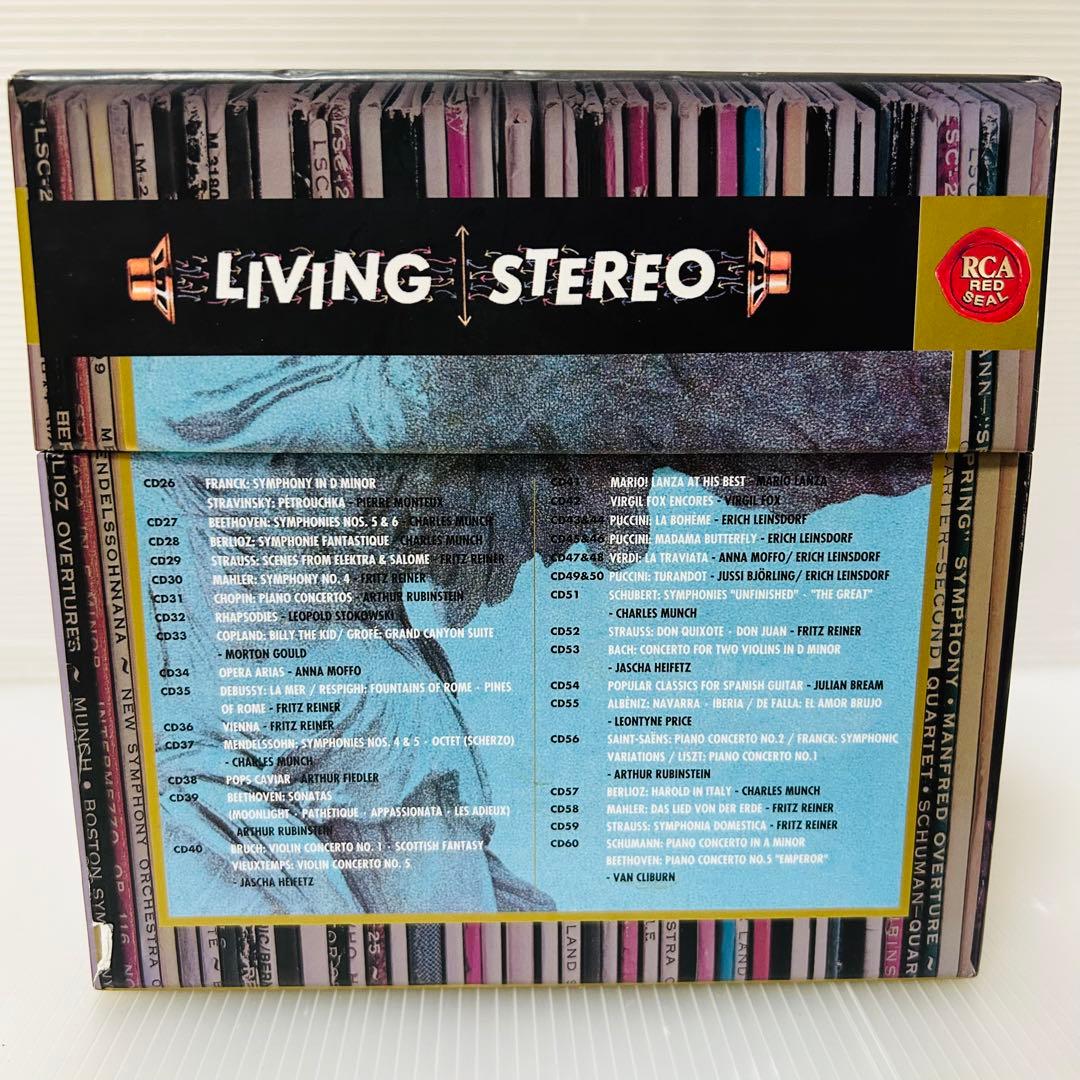 LIVING STEREO
RCA
RED
SEAL
CD26 FRANCK: SYMPHONY IN D MINOR
STRAVINSKY: PÉTROUCHKA - PIERRE MONTEUX
CD27 BEETHOVEN: SYMPHONIES NOS. 5 & 6 - CHARLES MUNCH
CD28 BERLIOZ: SYMPHONIE FANTASTIQUE - CHARLES MUNCH
CD29 STRAUSS: SCENES FROM ELEKTRA & SALOME - FRITZ REINER
CD30 MAHLER: SYMPHONY NO. 4 - FRITZ REINER
CD31 CHOPIN: PIANO CONCERTOS - ARTHUR RUBINSTEIN
CD32 RHAPSODIES - LEOPOLD STOKOWSKI
CD33 COPLAND: BILLY THE KID/ GROFÉ: GRAND CANYON SUITE
- MORTON GOULD
CD34 OPERA ARIAS - ANNA MOFFO
CD35 DEBUSSY: LA MER / RESPIGHI: FOUNTAINS OF ROME - PINES
OF ROME - FRITZ REINER
CD36 VIENNA - FRITZ REINER
CD37 MENDELSSOHN: SYMPHONIES NOS. 4 & 5 - OCTET (SCHERZO)
- CHARLES MUNCH
CD38 POPS CAVIAR - ARTHUR FIEDLER
CD39 BEETHOVEN: SONATAS
(MOONLIGHT - PATHÉTIQUE - APPASSIONATA - LES ADIEUX)
ARTHUR RUBINSTEIN
CD40 BRUCH: VIOLIN CONCERTO NO. 1 - SCOTTISH FANTASY
VIEUXTEMPS: VIOLIN CONCERTO NO. 5
- JASCHA HEIFETZ
CD41 MARIO! LANZA AT HIS BEST - MARIO LANZA
CD42 VIRGIL FOX ENCORES - VIRGIL FOX
CD43&44 PUCCINI: LA BOHÈME - ERICH LEINSDORF
CD45&46 PUCCINI: MADAMA BUTTERFLY - ERICH LEINSDORF
CD47&48 VERDI: LA TRAVIATA - ANNA MOFFO/ ERICH LEINSDORF
CD49&50 PUCCINI: TURANDOT - JUSSI BJÖRLING/ ERICH LEINSDORF
CD51 SCHUBERT: SYMPHONIES "UNFINISHED" - "THE GREAT"
- CHARLES MUNCH
CD52 STRAUSS: DON QUIXOTE - DON JUAN - FRITZ REINER
CD53 BACH: CONCERTO FOR TWO VIOLINS IN D MINOR
- JASCHA HEIFETZ
CD54 POPULAR CLASSICS FOR SPANISH GUITAR - JULIAN BREAM
CD55 ALBÉNIZ: NAVARRA - IBERIA / DE FALLA: EL AMOR BRUJO
- LEONTYNE PRICE
CD56 SAINT-SAËNS: PIANO CONCERTO NO.2 / FRANCK: SYMPHONIC
VARIATIONS / LISZT: PIANO CONCERTO NO.1
- ARTHUR RUBINSTEIN
CD57 BERLIOZ: HAROLD IN ITALY - CHARLES MUNCH
CD58 MAHLER: DAS LIED VON DER ERDE - FRITZ REINER
CD59 STRAUSS: SYMPHONIA DOMESTICA - FRITZ REINER
CD60 SCHUMANN: PIANO CONCERTO IN A MINOR
BEETHOVEN: PIANO CONCERTO NO.5 "EMPEROR"
- VAN CLIBURN
BERLIOZ OVERTURES ~ MUNCH • BOSTON SYM
MENDELSSOHNNANA ~ NEW SYMPHONY ORCHESTRA
SPRING" SYMPHONY • MANFRED OVERTURE ~
CARTER-SECOND QUARTET • SCHUMAN-QUAR